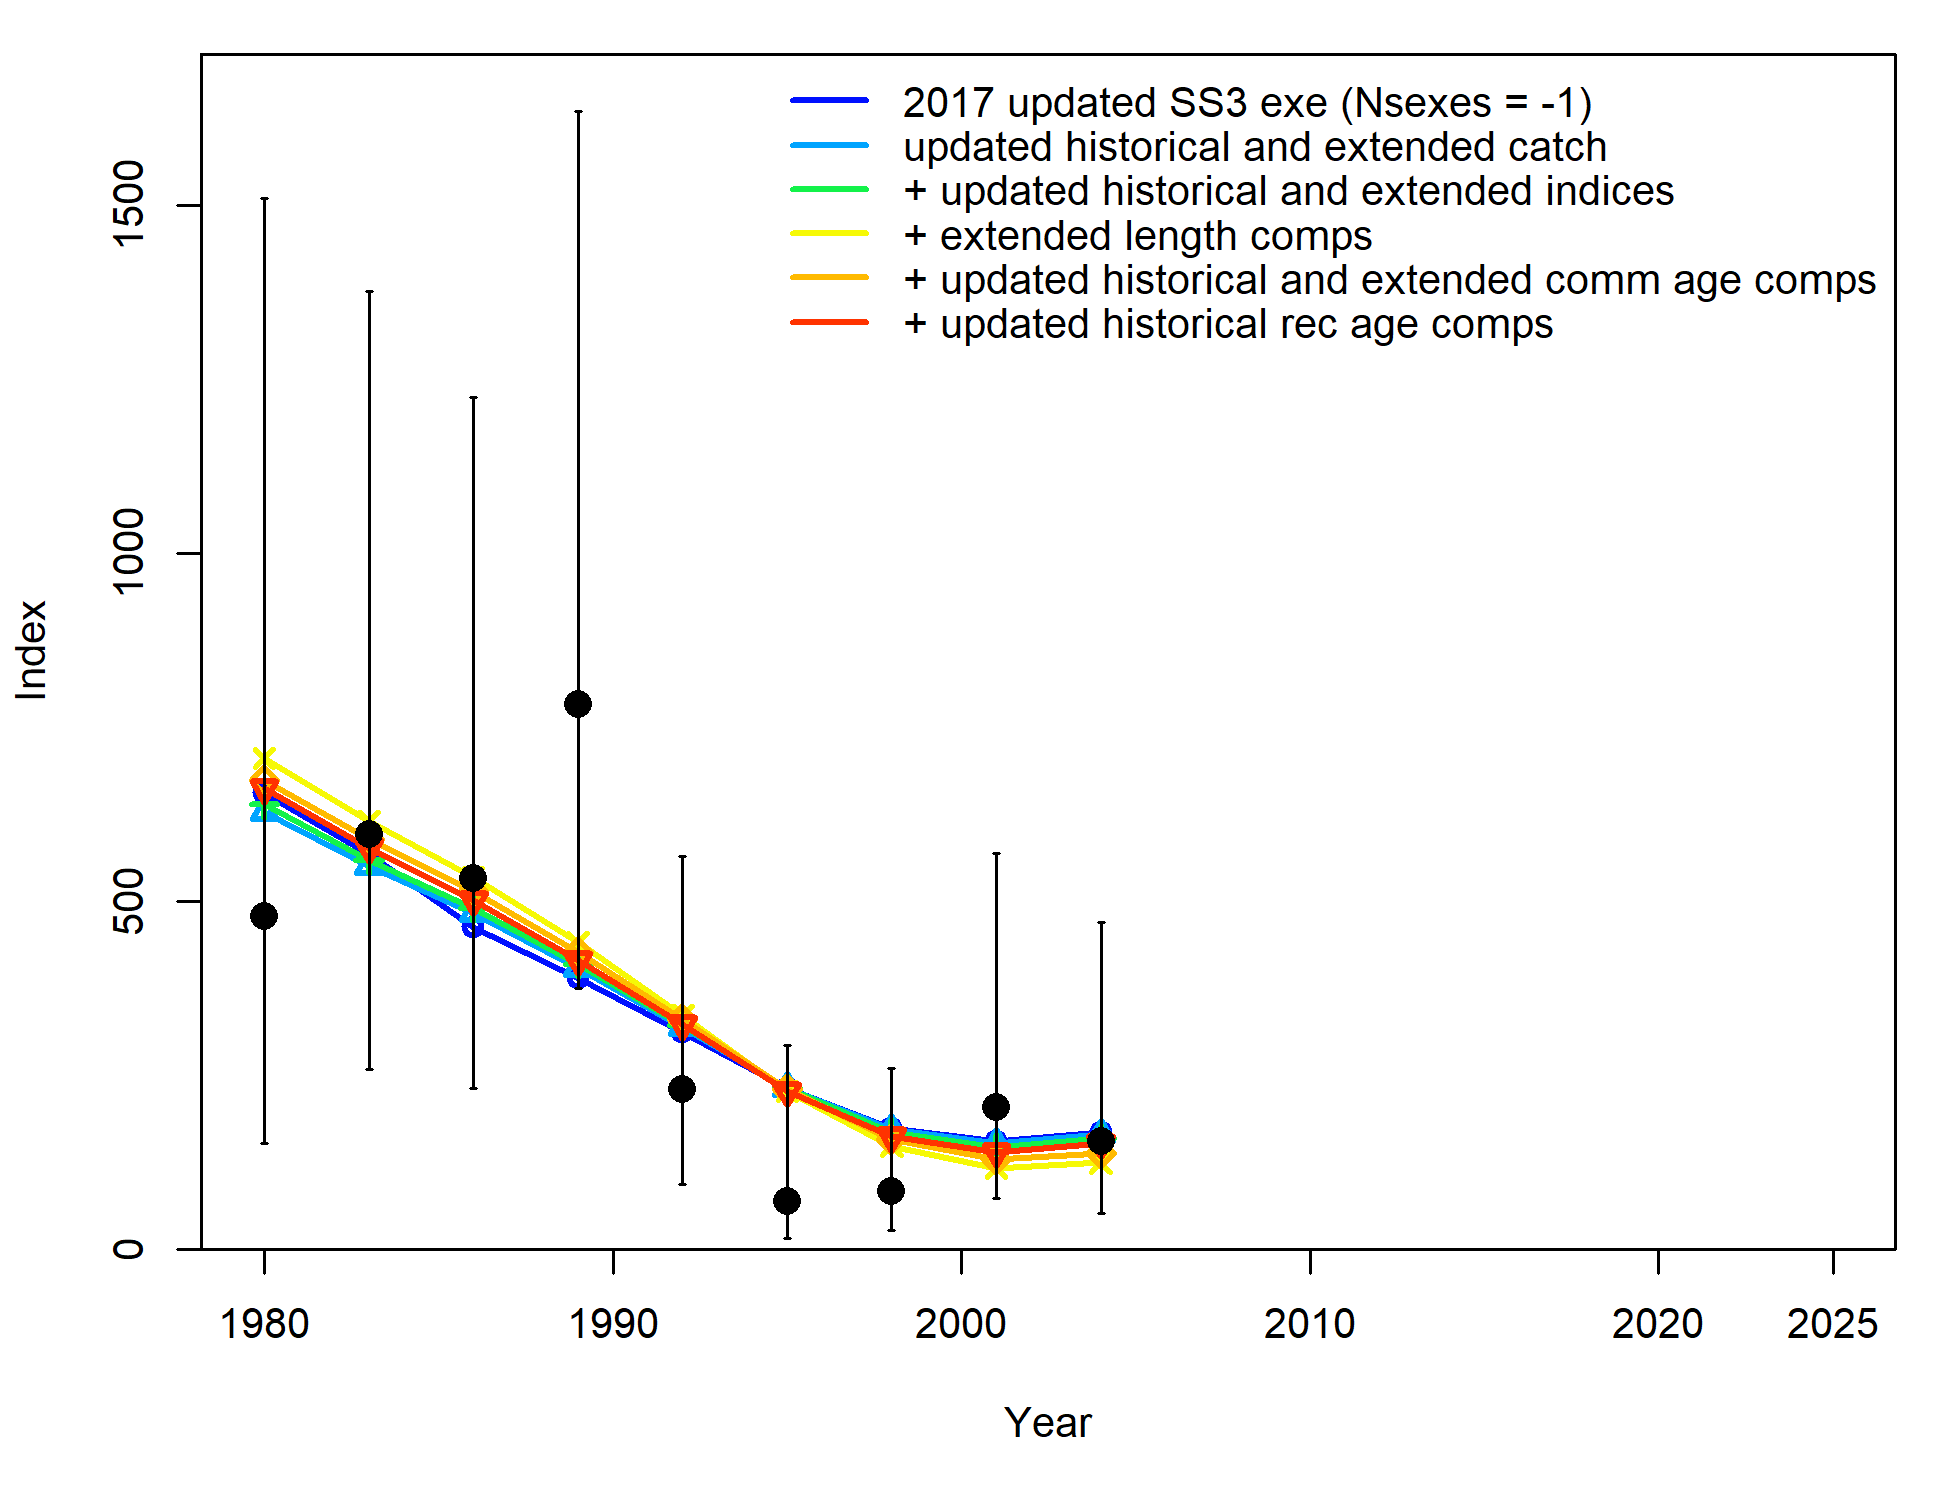 2017 updated SS3 exe (Nsexes = -1)
updated historical and extended catch
+ updated historical and extended indices
+ extended length comps
+ updated historical and extended comm age comps
+ updated historical rec age comps
1500
1000
500
0
Index
1980
1990
2000
2010
2020
2025
Year